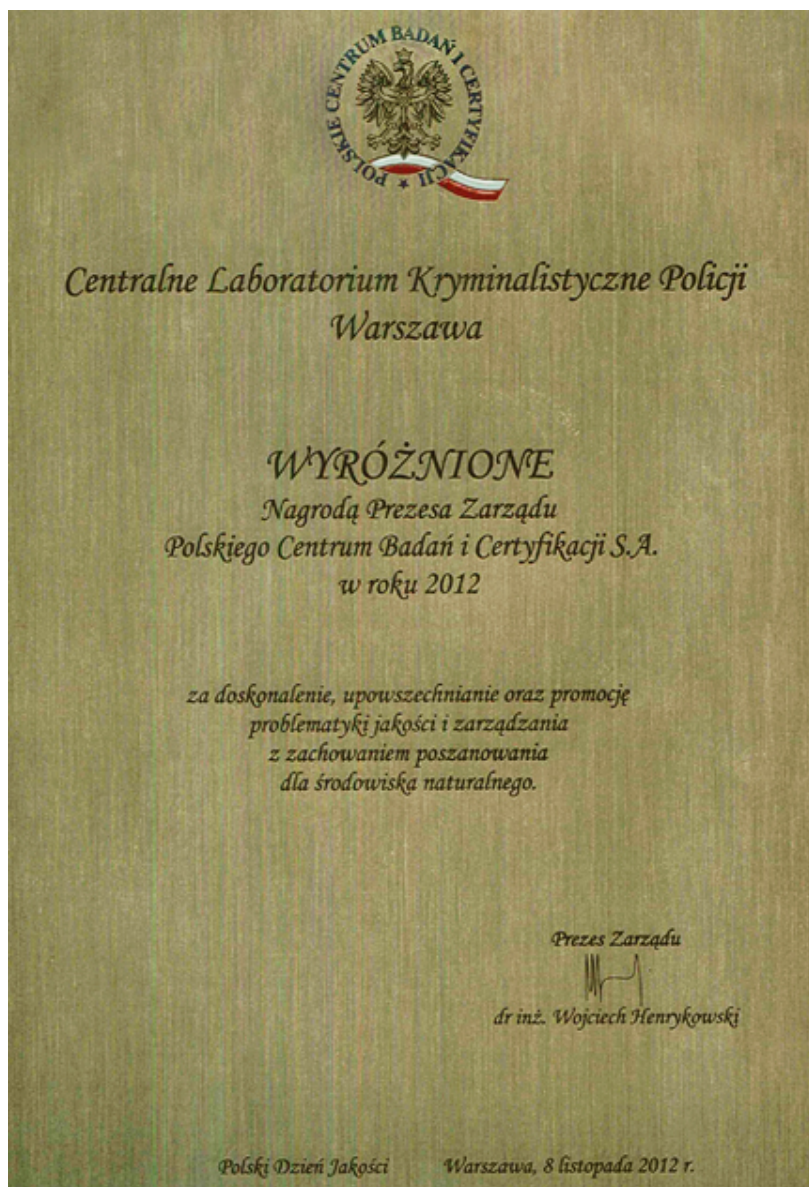 POLSKIE CENTRUM BADAŃ I CERTYFIKACJI
Centralne Laboratorium Kryminalistyczne Policji
Warszawa
WYRÓŻNIONE
Nagrodą Prezesa Zarządu
Polskiego Centrum Badań i Certyfikacji S.A.
w roku 2012
za doskonalenie, upowszechnianie oraz promocję
problematyki jakości i zarządzania
z zachowaniem poszanowania
dla środowiska naturalnego.
Prezes Zarządu
dr inż. Wojciech Henrykowski
Polski Dzień Jakości Warszawa, 8 listopada 2012 r.